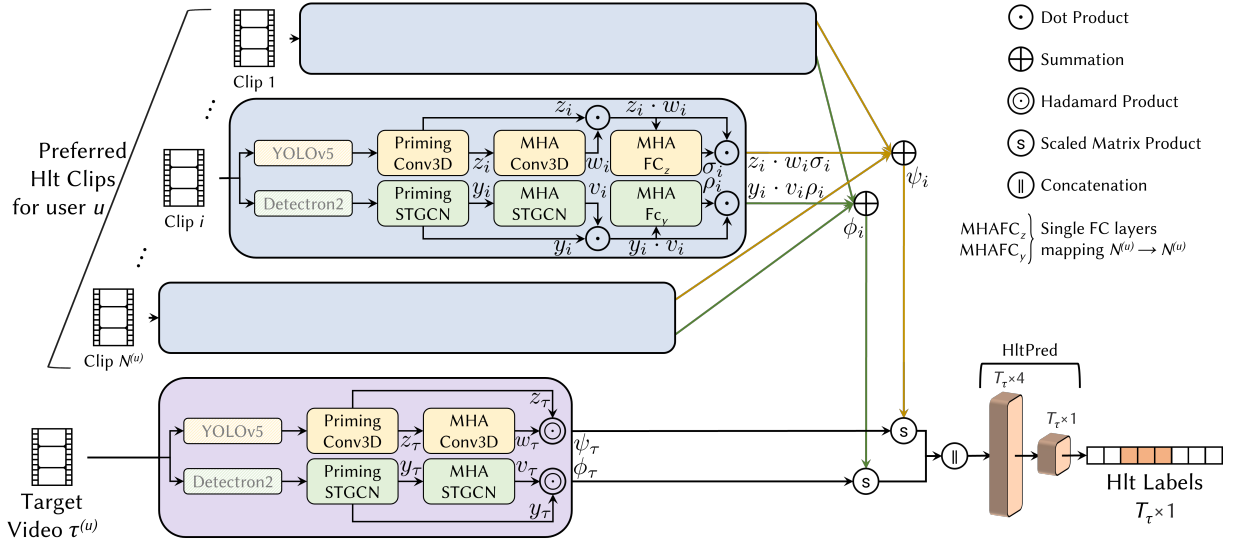 Clip 1
Preferred
Hlt Clips
for user u
Clip i
Clip N(u)
YOLOv5
Detectron2
Priming
Conv3D
MHA
Conv3D
MHA
FCz
Priming
STGCN
MHA
STGCN
MHA
Fcy
zi
zi · wi
zi
wi
σi
yi
vi
ρi
yi
yi · vi
zi · wiσi
yi · viρi
ψi
ϕi
Dot Product
Summation
Hadamard Product
S Scaled Matrix Product
Concatenation
MHAFCz
MHAFCy
Single FC layers
mapping N(u) → N(u)
Target
Video τ(u)
YOLOv5
Detectron2
Priming
Conv3D
MHA
Conv3D
Priming
STGCN
MHA
STGCN
zτ
zτ
wτ
yτ
vτ
yτ
ψτ
ϕτ
S
S
HltPred
Tτ×4
Tτ×1
Hlt Labels
Tτ×1